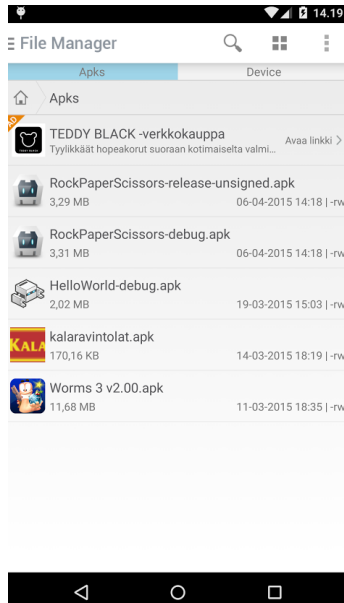 14.19
File Manager
Apks
Device
Apks
AD
TEDDY BLACK -verkkokauppa
Tyylikkäät hopeakorut suoraan kotimaiselta valmi...
Avaa linkki
RockPaperScissors-release-unsigned.apk
3,29 MB
06-04-2015 14:18 | -rw
RockPaperScissors-debug.apk
3,31 MB
06-04-2015 14:18 | -rw
HelloWorld-debug.apk
2,02 MB
19-03-2015 15:03 | -rw
KALA
kalaravintolat.apk
170,16 KB
14-03-2015 18:19 | -rw
Worms 3 v2.00.apk
11,68 MB
11-03-2015 18:35 | -rw